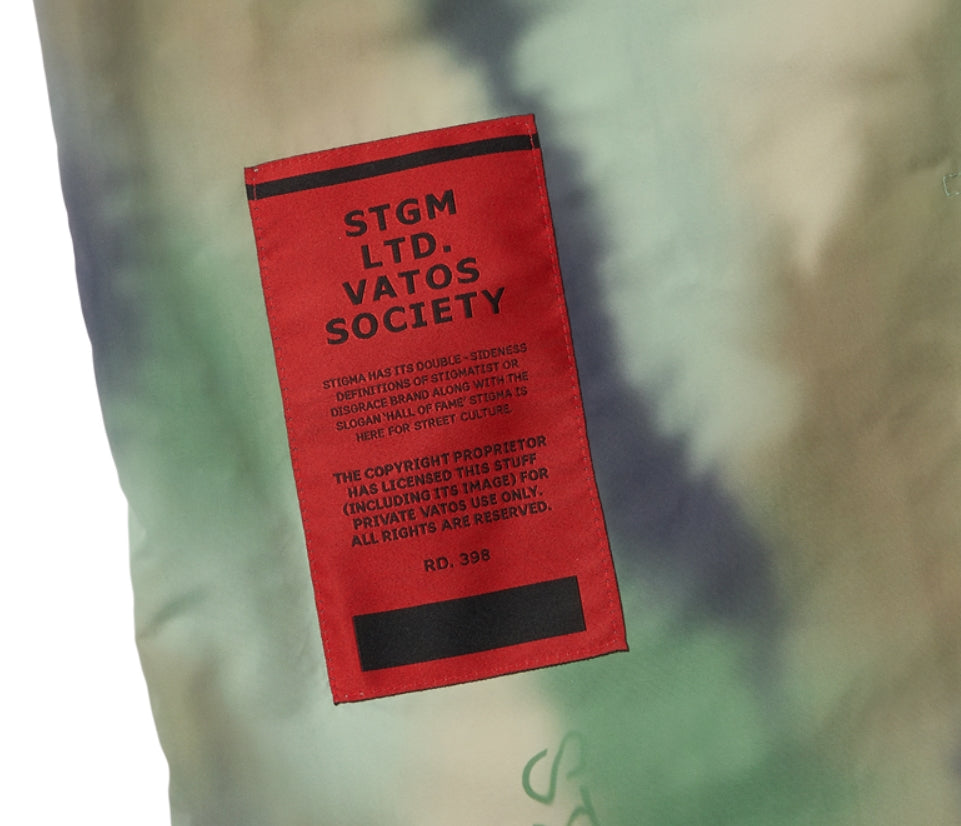 STGM
LTD.
VATOS
SOCIETY
STIGMA HAS ITS DOUBLE-SIDENESS
DEFINITIONS OF STIGMATIST OR
DISGRACE BRAND ALONG WITH THE
SLOGAN 'HALL OF FAME' STIGMA IS
HERE FOR STREET CULTURE.
THE COPYRIGHT PROPRIETOR
HAS LICENSED THIS STUFF
(INCLUDING ITS IMAGE) FOR
PRIVATE VATOS USE ONLY.
ALL RIGHTS ARE RESERVED.
RD. 398